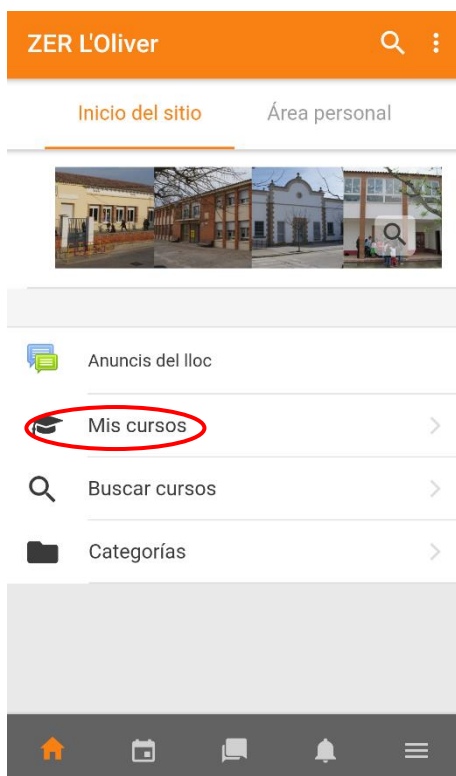 ZER L'Oliver
Inicio del sitio Área personal
Anuncis del lloc
Mis cursos
Buscar cursos
Categorías